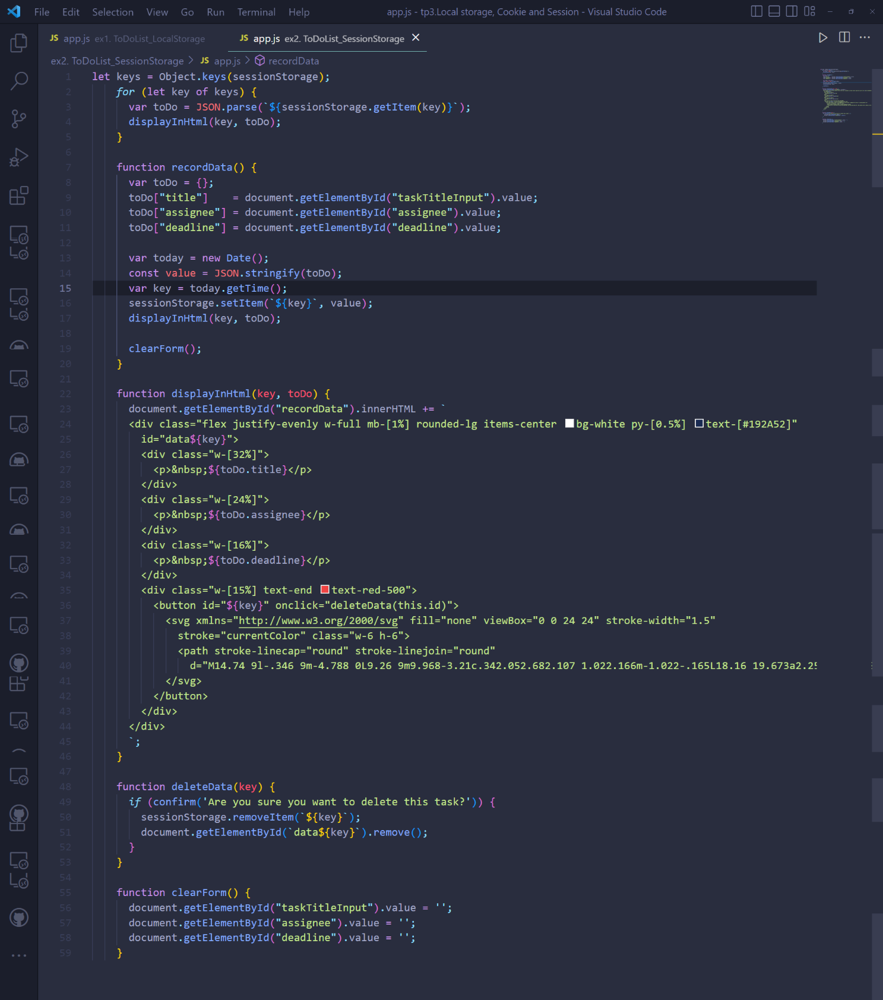 File Edit Selection View Go Run Terminal Help app.js - tp3.Local storage, Cookie and Session - Visual Studio Code
JS app.js ex1. ToDoList_LocalStorage JS app.js ex2. ToDoList_SessionStorage
ex2. ToDoList_SessionStorage > JS app.js > recordData
1 let keys = Object.keys(sessionStorage);
2 for (let key of keys) {
3 var toDo = JSON.parse(`${sessionStorage.getItem(key)}`);
4 displayInHtml(key, toDo);
5 }
6
7 function recordData() {
8 var toDo = {};
9 toDo["title"] = document.getElementById("taskTitleInput").value;
10 toDo["assignee"] = document.getElementById("assignee").value;
11 toDo["deadline"] = document.getElementById("deadline").value;
12
13 var today = new Date();
14 const value = JSON.stringify(toDo);
15 var key = today.getTime();
16 sessionStorage.setItem(`${key}`, value);
17 displayInHtml(key, toDo);
18
19 clearForm();
20 }
21
22 function displayInHtml(key, toDo) {
23 document.getElementById("recordData").innerHTML += `
24 <div class="flex justify-evenly w-full mb-[1%] rounded-lg items-center bg-white py-[0.5%] text-[#192A52]"
25 id="data${key}">
26 <div class="w-[32%]">
27 <p>&nbsp;${toDo.title}</p>
28 </div>
29 <div class="w-[24%]">
30 <p>&nbsp;${toDo.assignee}</p>
31 </div>
32 <div class="w-[16%]">
33 <p>&nbsp;${toDo.deadline}</p>
34 </div>
35 <div class="w-[15%] text-end text-red-500">
36 <button id="${key}" onclick="deleteData(this.id)">
37 <svg xmlns="http://www.w3.org/2000/svg" fill="none" viewBox="0 0 24 24" stroke-width="1.5"
38 stroke="currentColor" class="w-6 h-6">
39 <path stroke-linecap="round" stroke-linejoin="round"
40 d="M14.74 9l-.346 9m-4.788 0L9.26 9m9.968-3.21c.342.052.682.107 1.022.166m-1.022-.165L18.16 19.673a2.25
41 </svg>
42 </button>
43 </div>
44 </div>
45 `;
46 }
47
48 function deleteData(key) {
49 if (confirm('Are you sure you want to delete this task?')) {
50 sessionStorage.removeItem(`${key}`);
51 document.getElementById(`data${key}`).remove();
52 }
53 }
54
55 function clearForm() {
56 document.getElementById("taskTitleInput").value = '';
57 document.getElementById("assignee").value = '';
58 document.getElementById("deadline").value = '';
59 }